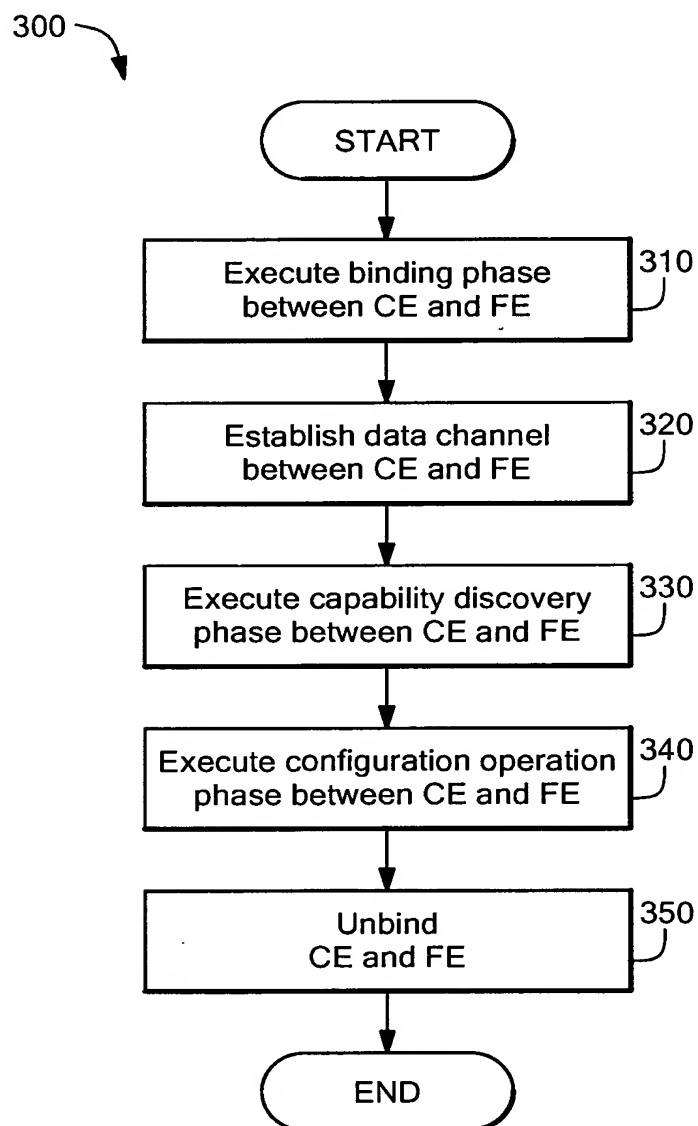 300
START
Execute binding phase
between CE and FE
310
Establish data channel
between CE and FE
320
Execute capability discovery
phase between CE and FE
330
Execute configuration operation
phase between CE and FE
340
Unbind
CE and FE
350
END